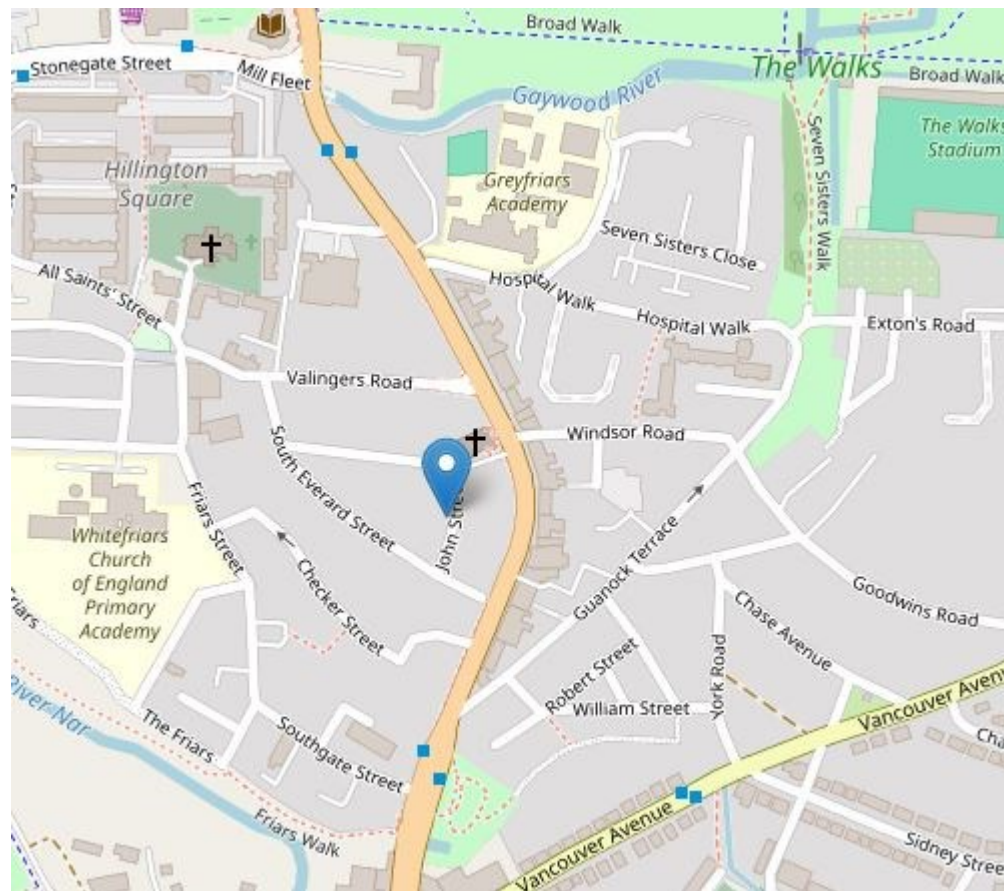 Broad Walk
Stonegate Street
Mill Fleet
The Walks
Broad Walk
Gaywood River
The Walks
Stadium
Seven Sisters Walk
Hillington
Square
Greyfriars
Academy
Seven Sisters Close
All Saints' Street
Hospital Walk
Hospital Walk
Exton's Road
Valingers Road
Windsor Road
South Everard Street
John
Friars Street
Whitefriars
Church
of England
Primary
Academy
Checker Street
Guanock Terrace
Goodwins Road
Chase Avenue
Friars
Robert Street
York Road
William Street
River Nar
The Friars
Southgate Street
Vancouver Avenue
Friars Walk
Vancouver Avenue
Sidney